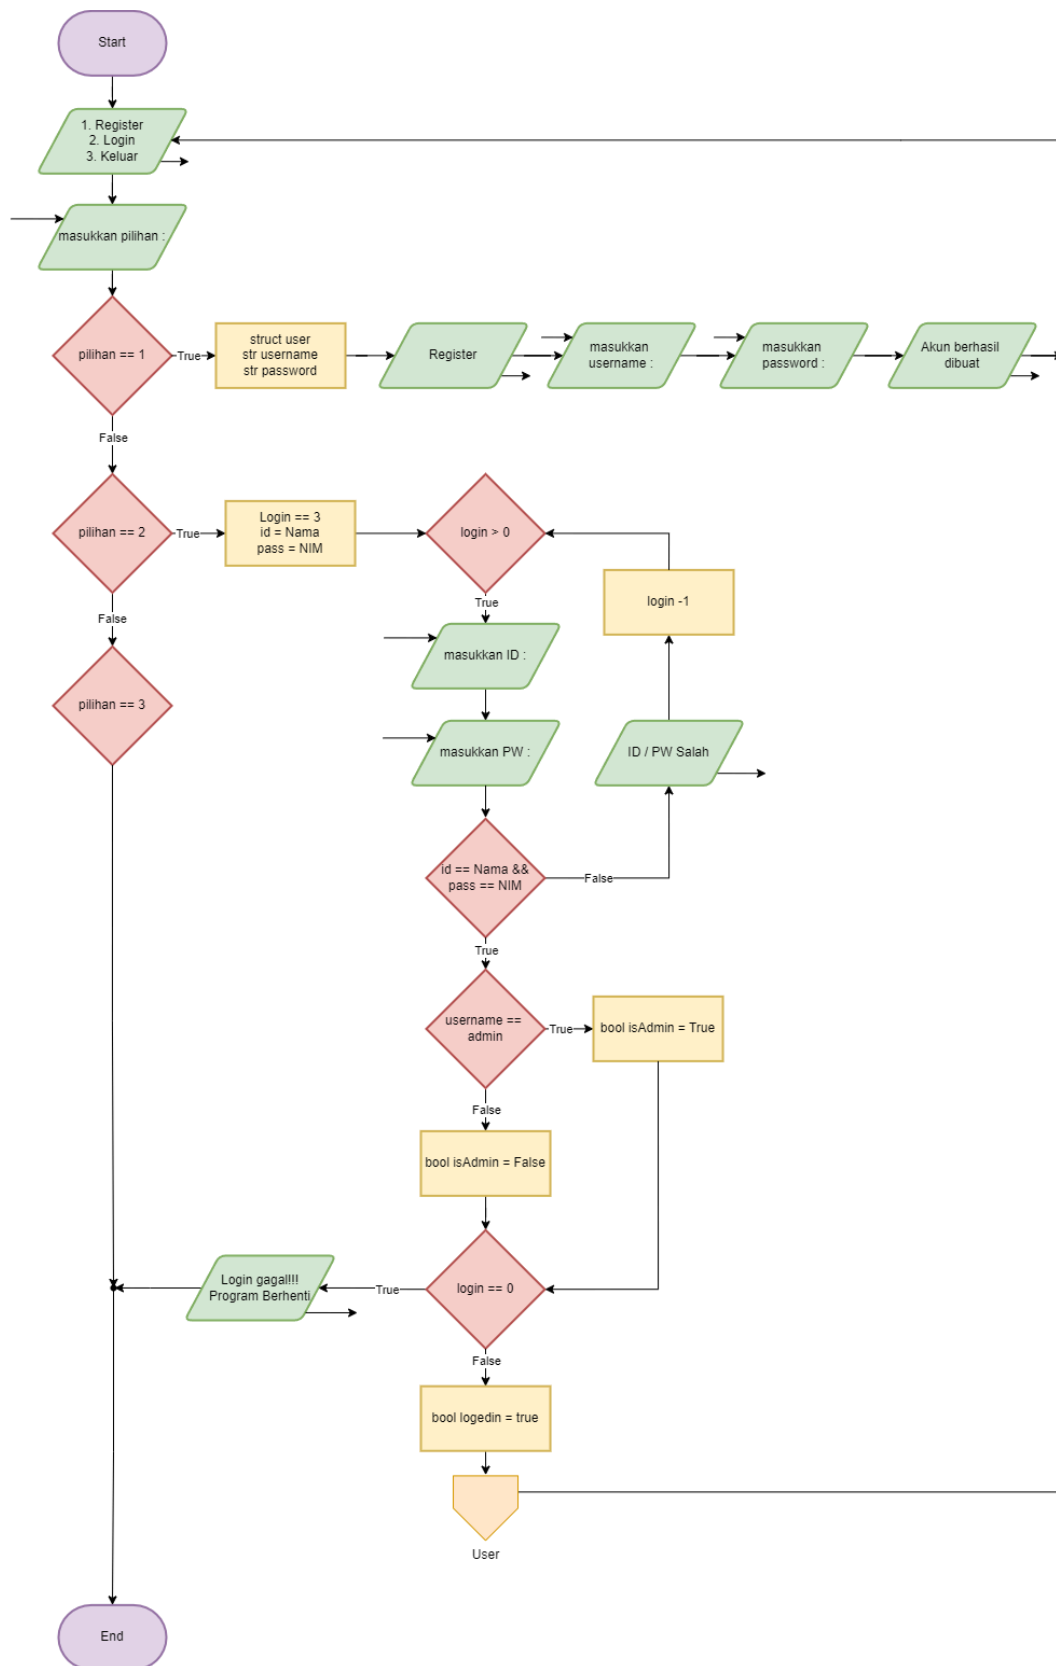 Start
1. Register
2. Login
3. Keluar
masukkan pilihan :
pilihan == 1
True
struct user
str username
str password
Register
masukkan
username :
masukkan
password :
Akun berhasil
dibuat
False
pilihan == 2
True
Login == 3
id = Nama
pass = NIM
login > 0
login -1
True
False
masukkan ID :
pilihan == 3
masukkan PW :
ID / PW Salah
id == Nama &&
pass == NIM
False
True
username ==
admin
True
bool isAdmin = True
False
bool isAdmin = False
login == 0
True
Login gagal!!!
Program Berhenti
False
bool logedin = true
User
End